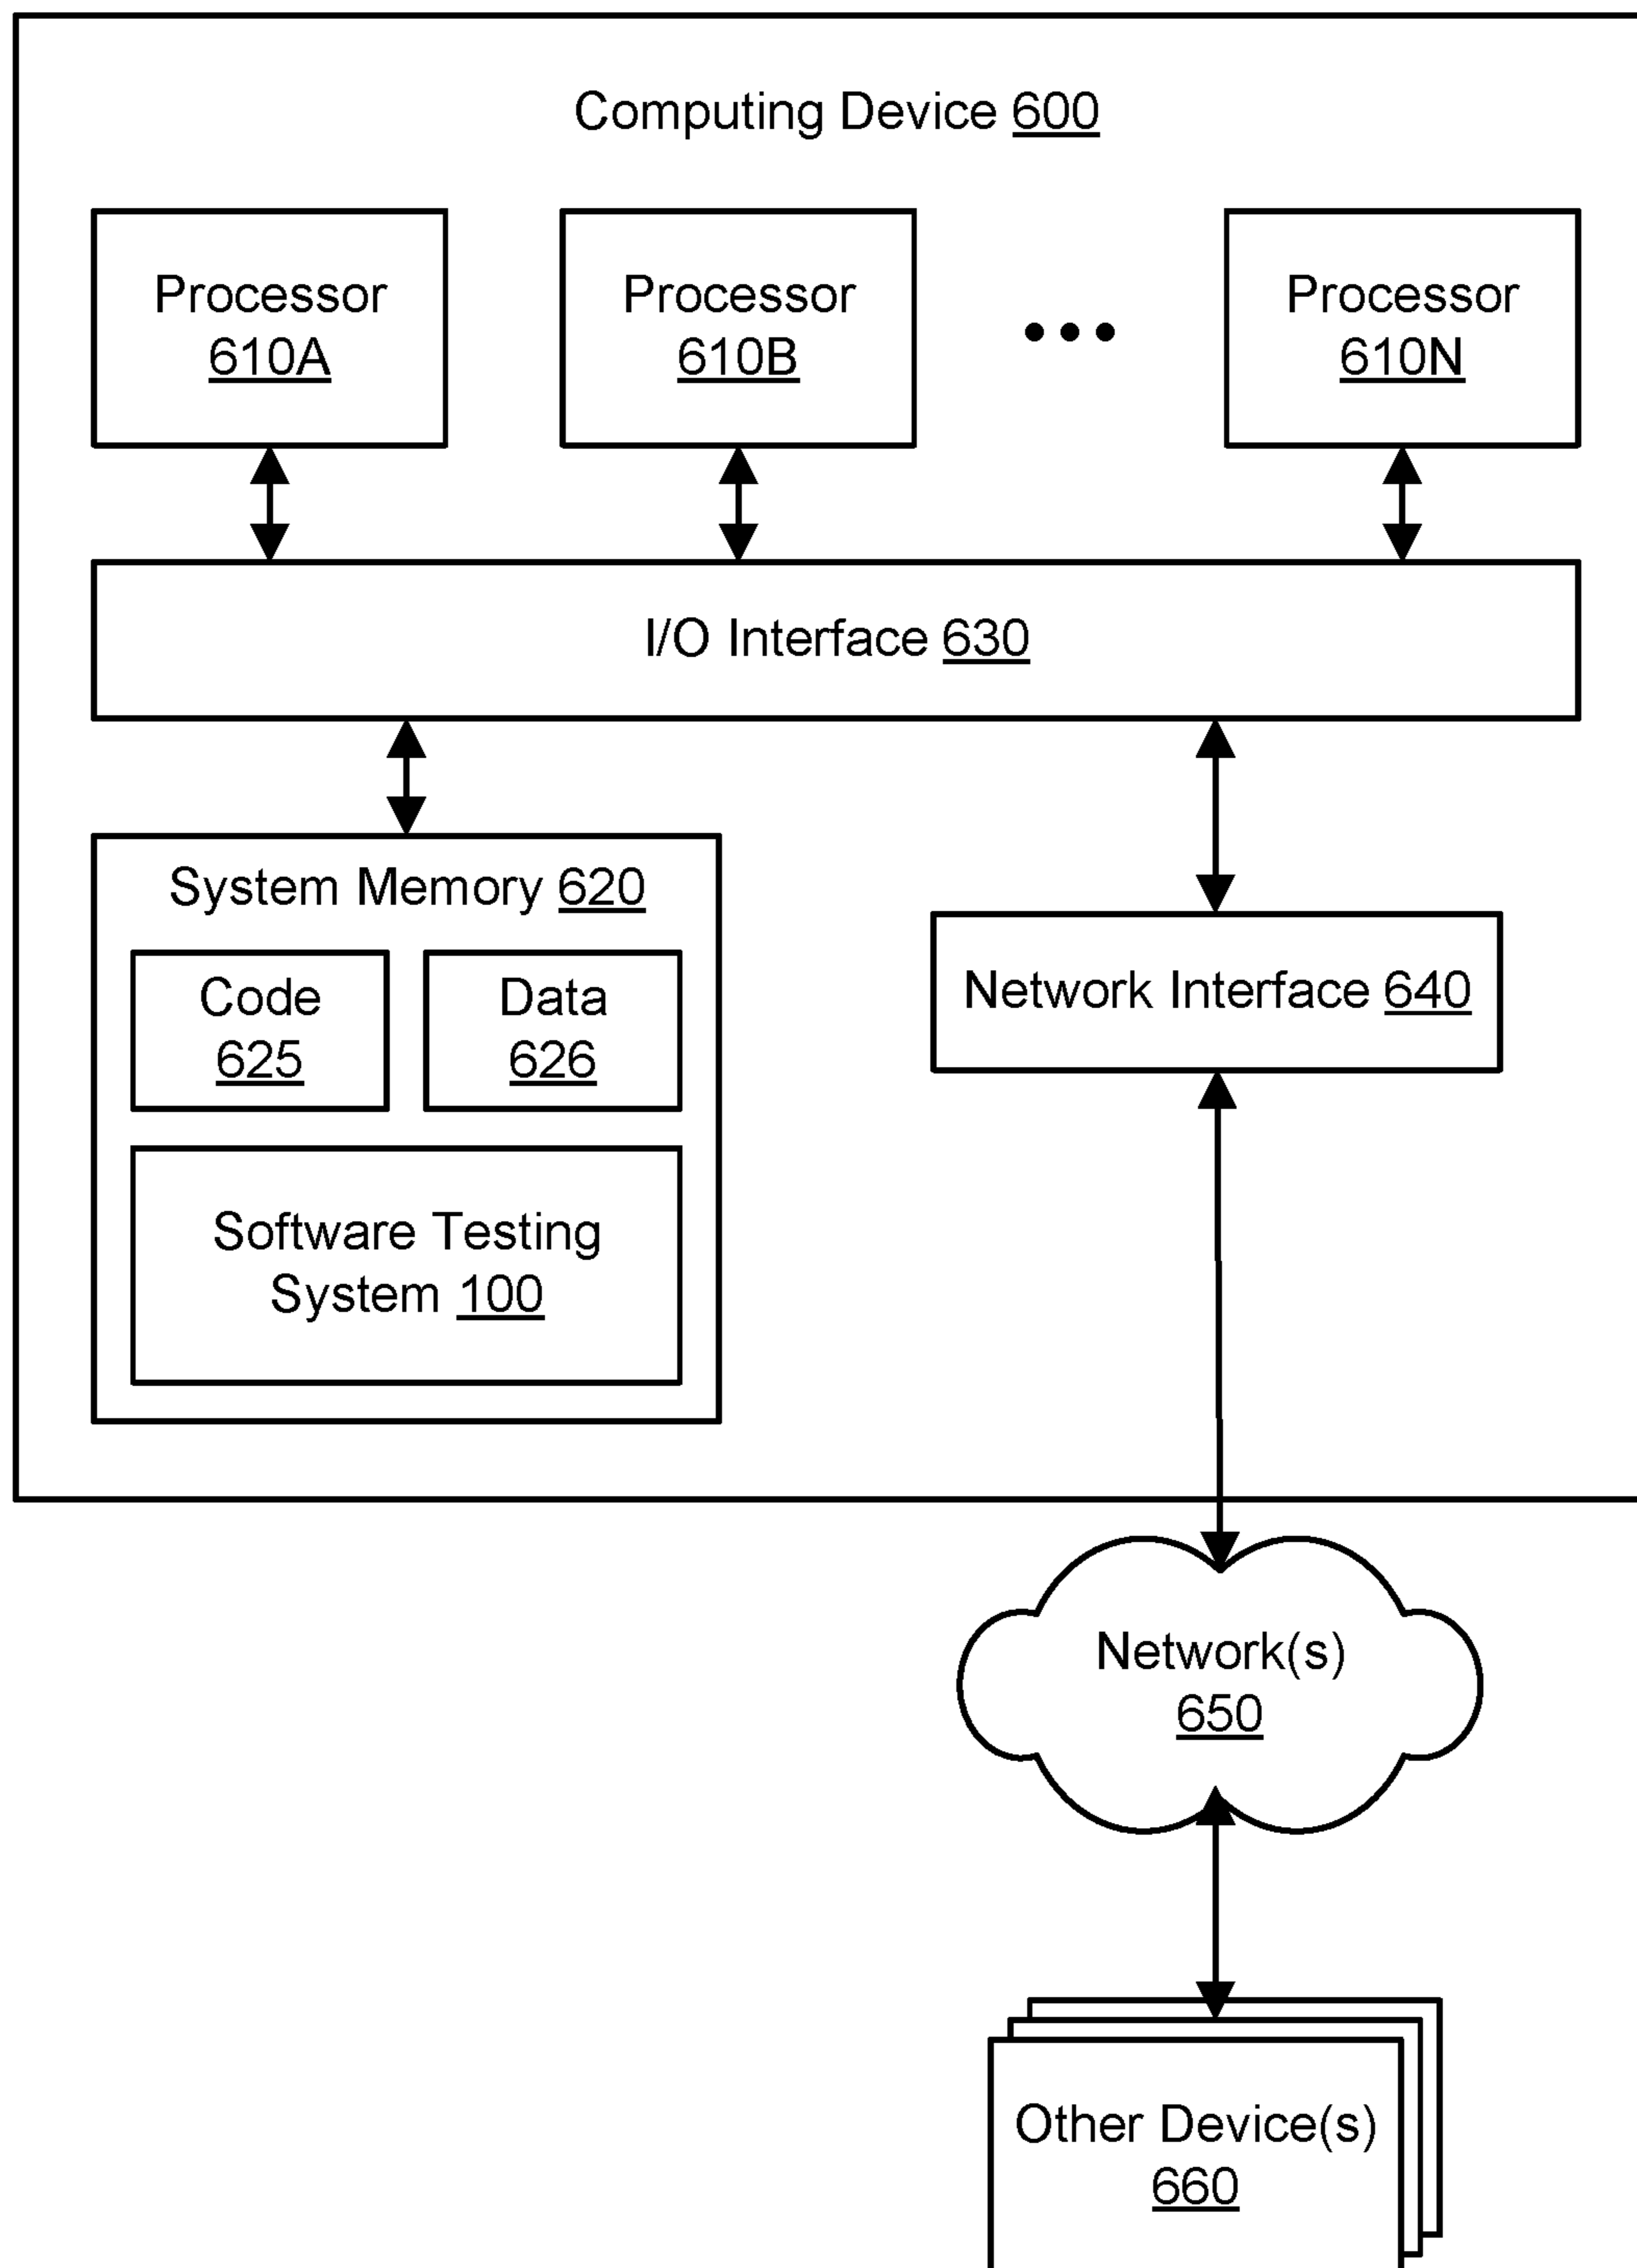 Computing Device 600
Processor
610A
Processor
610B
Processor
610N
I/O Interface 630
System Memory 620
Code
625
Data
626
Software Testing
System 100
Network Interface 640
Network(s)
650
Other Device(s)
660